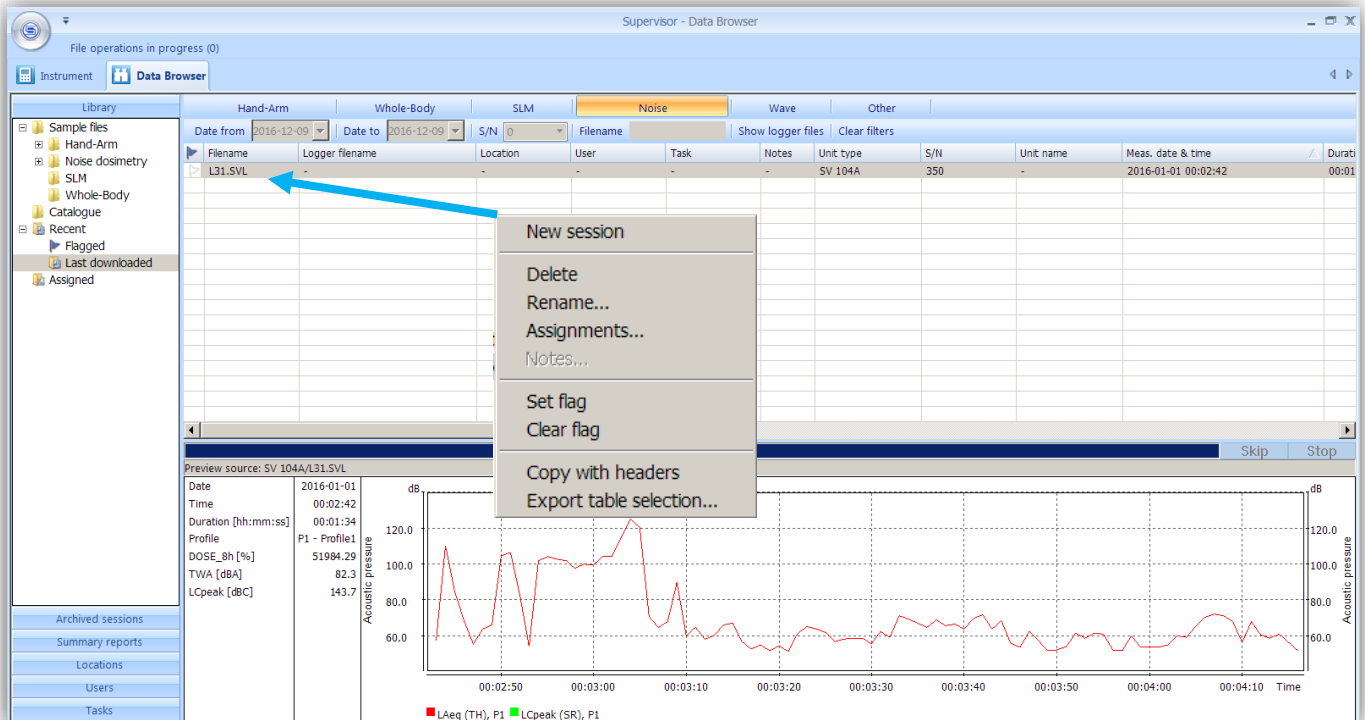 Supervisor - Data Browser
File operations in progress (0)
Instrument Data Browser
Library
Sample files
Hand-Arm
Noise dosimetry
SLM
Whole-Body
Catalogue
Recent
Flagged
Last downloaded
Assigned
Archived sessions
Summary reports
Locations
Users
Tasks
Hand-Arm Whole-Body SLM Noise Wave Other
Date from 2016-12-09 Date to 2016-12-09 S/N 0 Filename Show logger files Clear filters
Filename Logger filename Location User Task Notes Unit type S/N Unit name Meas. date & time Durati
L31.SVL - - - - - SV 104A 350 - 2016-01-01 00:02:42 00:01
New session
Delete
Rename...
Assignments...
Notes...
Set flag
Clear flag
Copy with headers
Export table selection...
Skip Stop
Preview source: SV 104A/L31.SVL
Date 2016-01-01
Time 00:02:42
Duration [hh:mm:ss] 00:01:34
Profile P1 - Profile1
DOSE_8h [%] 51984.29
TWA [dBA] 82.3
LCpeak [dBC] 143.7
dB dB
120.0 120.0
100.0 100.0
80.0 80.0
60.0 60.0
Acoustic pressure
Acoustic pressure
00:02:50 00:03:00 00:03:10 00:03:20 00:03:30 00:03:40 00:03:50 00:04:00 00:04:10 Time
LAeq (TH), P1 LCpeak (SR), P1